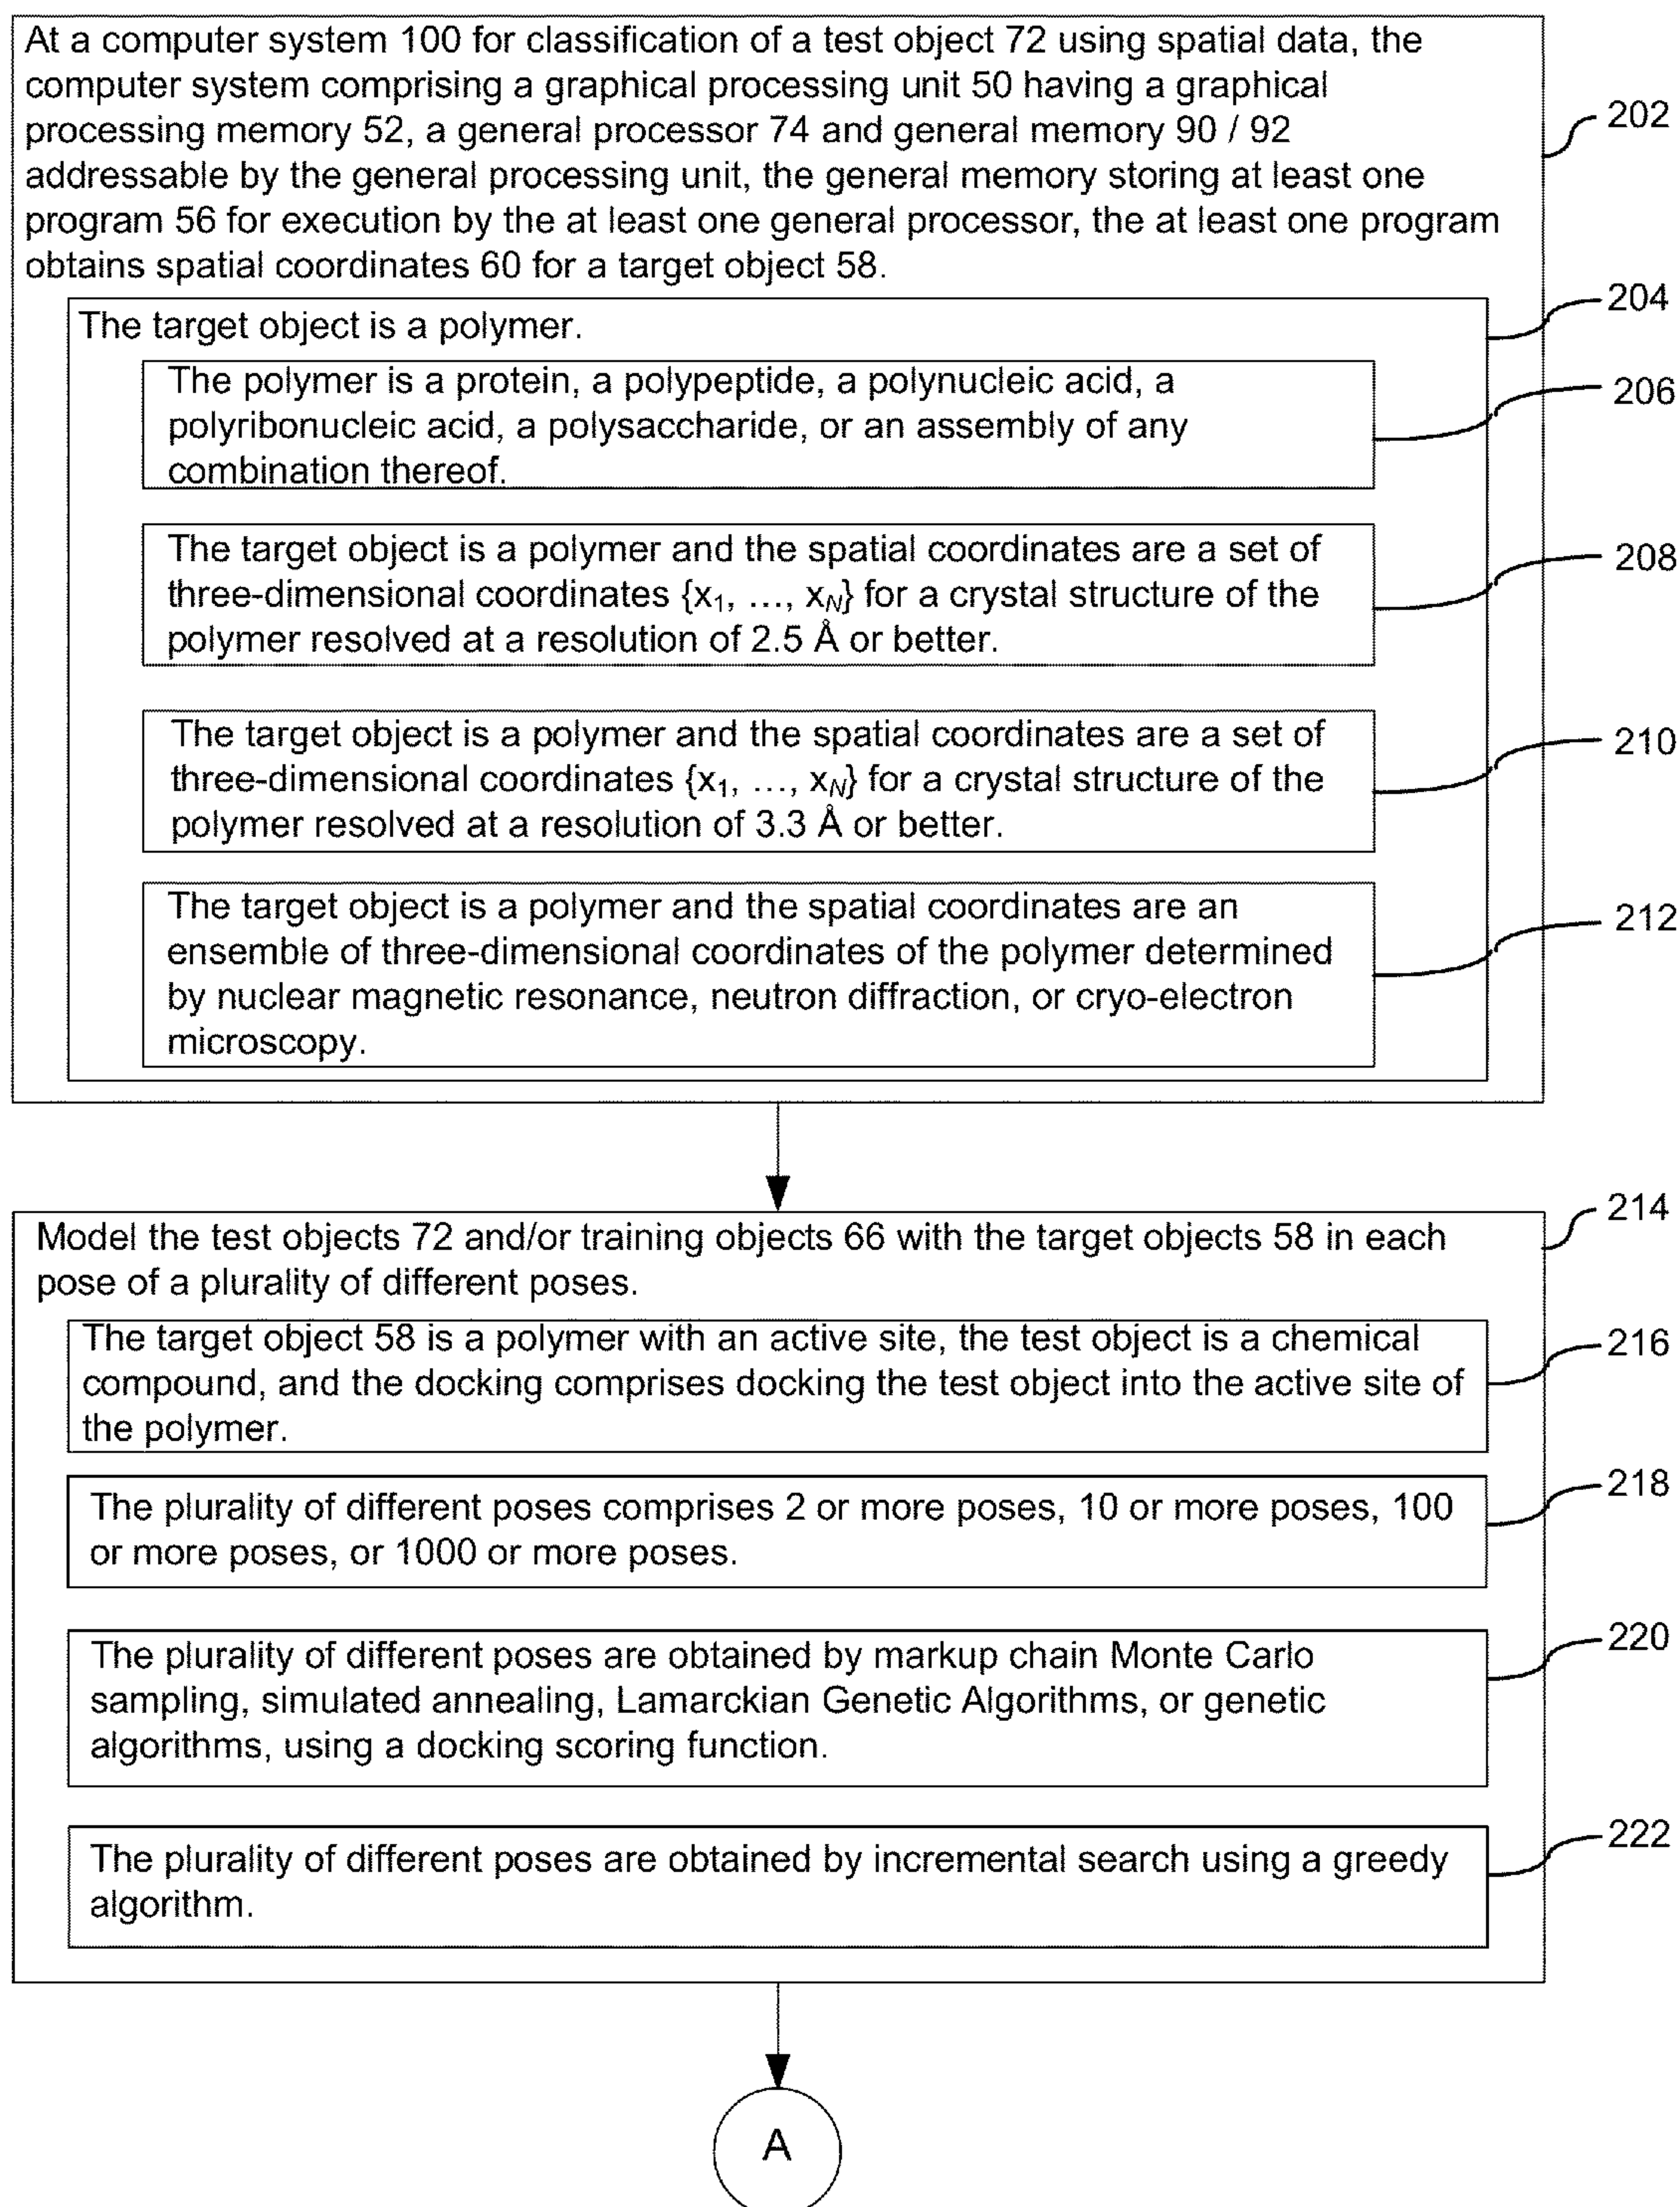 At a computer system 100 for classification of a test object 72 using spatial data, the
computer system comprising a graphical processing unit 50 having a graphical
processing memory 52, a general processor 74 and general memory 90 / 92
addressable by the general processing unit, the general memory storing at least one
program 56 for execution by the at least one general processor, the at least one program
obtains spatial coordinates 60 for a target object 58.
202
The target object is a polymer.
204
The polymer is a protein, a polypeptide, a polynucleic acid, a
polyribonucleic acid, a polysaccharide, or an assembly of any
combination thereof.
206
The target object is a polymer and the spatial coordinates are a set of
three-dimensional coordinates {x₁, …, x_N} for a crystal structure of the
polymer resolved at a resolution of 2.5 Å or better.
208
The target object is a polymer and the spatial coordinates are a set of
three-dimensional coordinates {x₁, …, x_N} for a crystal structure of the
polymer resolved at a resolution of 3.3 Å or better.
210
The target object is a polymer and the spatial coordinates are an
ensemble of three-dimensional coordinates of the polymer determined
by nuclear magnetic resonance, neutron diffraction, or cryo-electron
microscopy.
212
Model the test objects 72 and/or training objects 66 with the target objects 58 in each
pose of a plurality of different poses.
214
The target object 58 is a polymer with an active site, the test object is a chemical
compound, and the docking comprises docking the test object into the active site of
the polymer.
216
The plurality of different poses comprises 2 or more poses, 10 or more poses, 100
or more poses, or 1000 or more poses.
218
The plurality of different poses are obtained by markup chain Monte Carlo
sampling, simulated annealing, Lamarckian Genetic Algorithms, or genetic
algorithms, using a docking scoring function.
220
The plurality of different poses are obtained by incremental search using a greedy
algorithm.
222
A